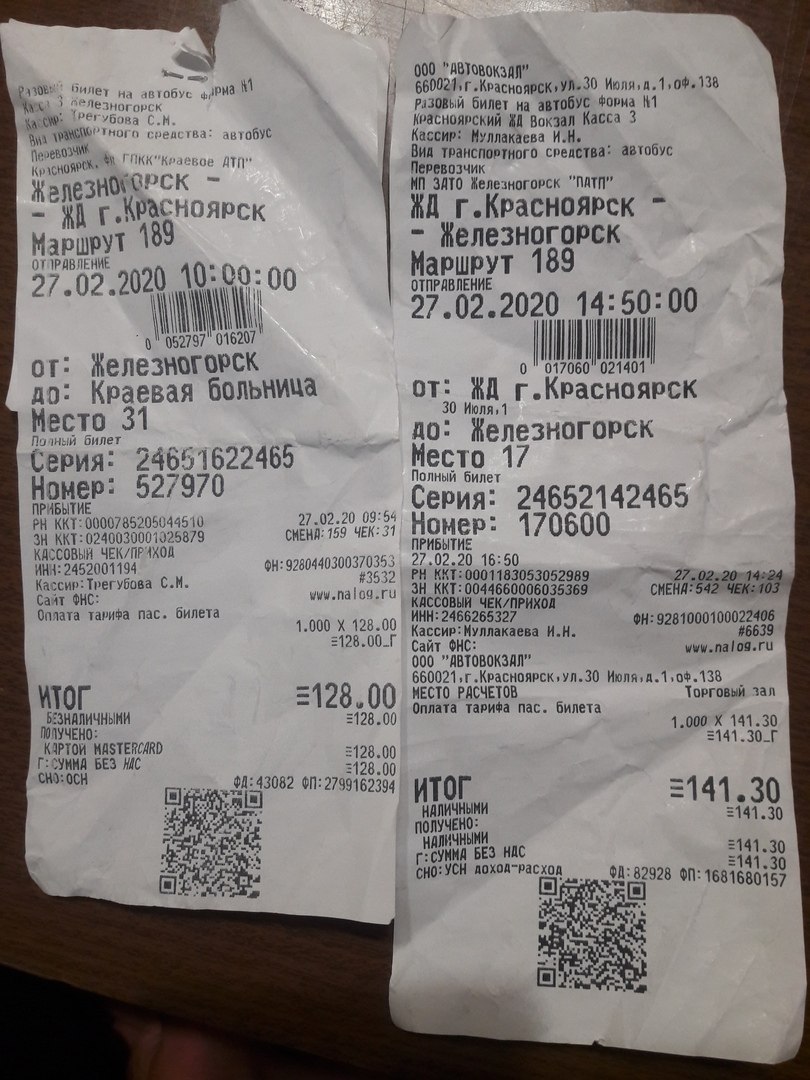 Разовый билет на автобус форма №1
Касса 3 Железногорск
Кассир: Трегубова С.М.
Вид транспортного средства: автобус
Перевозчик
Красноярск, фл ГПКК"Краевое АТП"
Железногорск -
- ЖД г.Красноярск
Маршрут 189
ОТПРАВЛЕНИЕ
27.02.2020 10:00:00
0 052797 016207
от: Железногорск
до: Краевая больница
Место 31
Полный билет
Серия: 24651622465
Номер: 527970
ПРИБЫТИЕ
РН ККТ:0000785205044510 27.02.20 09:54
ЗН ККТ:0240030001025879 СМЕНА:159 ЧЕК:31
КАССОВЫЙ ЧЕК/ПРИХОД
ИНН:2452001194 ФН:9280440300370353
Кассир:Трегубова С.М. #3532
Сайт ФНС: www.nalog.ru
Оплата тарифа пас. билета
1.000 X 128.00
≡128.00_Г
ИТОГ ≡128.00
БЕЗНАЛИЧНЫМИ ≡128.00
ПОЛУЧЕНО:
КАРТОЙ MASTERCARD ≡128.00
Г:СУММА БЕЗ НДС ≡128.00
СНО:ОСН ФД:43082 ФП:2799162394
ООО "АВТОВОКЗАЛ"
660021,г.Красноярск,ул.30 Июля,д.1,оф.138
Разовый билет на автобус форма №1
Красноярский ЖД Вокзал Касса 3
Кассир: Муллакаева И.Н.
Вид транспортного средства: автобус
Перевозчик
МП ЗАТО Железногорск "ПАТП"
ЖД г.Красноярск -
- Железногорск
Маршрут 189
ОТПРАВЛЕНИЕ
27.02.2020 14:50:00
0 017060 021401
от: ЖД г.Красноярск
30 Июля,1
до: Железногорск
Место 17
Полный билет
Серия: 24652142465
Номер: 170600
ПРИБЫТИЕ
27.02.20 16:50
РН ККТ:0001183053052989 27.02.20 14:24
ЗН ККТ:0044660006035369 СМЕНА:542 ЧЕК:103
КАССОВЫЙ ЧЕК/ПРИХОД
ИНН:2466265327 ФН:9281000100022406
Кассир:Муллакаева И.Н. #6639
Сайт ФНС: www.nalog.ru
ООО "АВТОВОКЗАЛ"
660021,г.Красноярск,ул.30 Июля,д.1,оф.138
МЕСТО РАСЧЕТОВ Торговый зал
Оплата тарифа пас. билета
1.000 X 141.30
≡141.30_Г
ИТОГ ≡141.30
НАЛИЧНЫМИ ≡141.30
ПОЛУЧЕНО:
НАЛИЧНЫМИ ≡141.30
Г:СУММА БЕЗ НДС ≡141.30
СНО:УСН доход-расход ФД:82928 ФП:1681680157